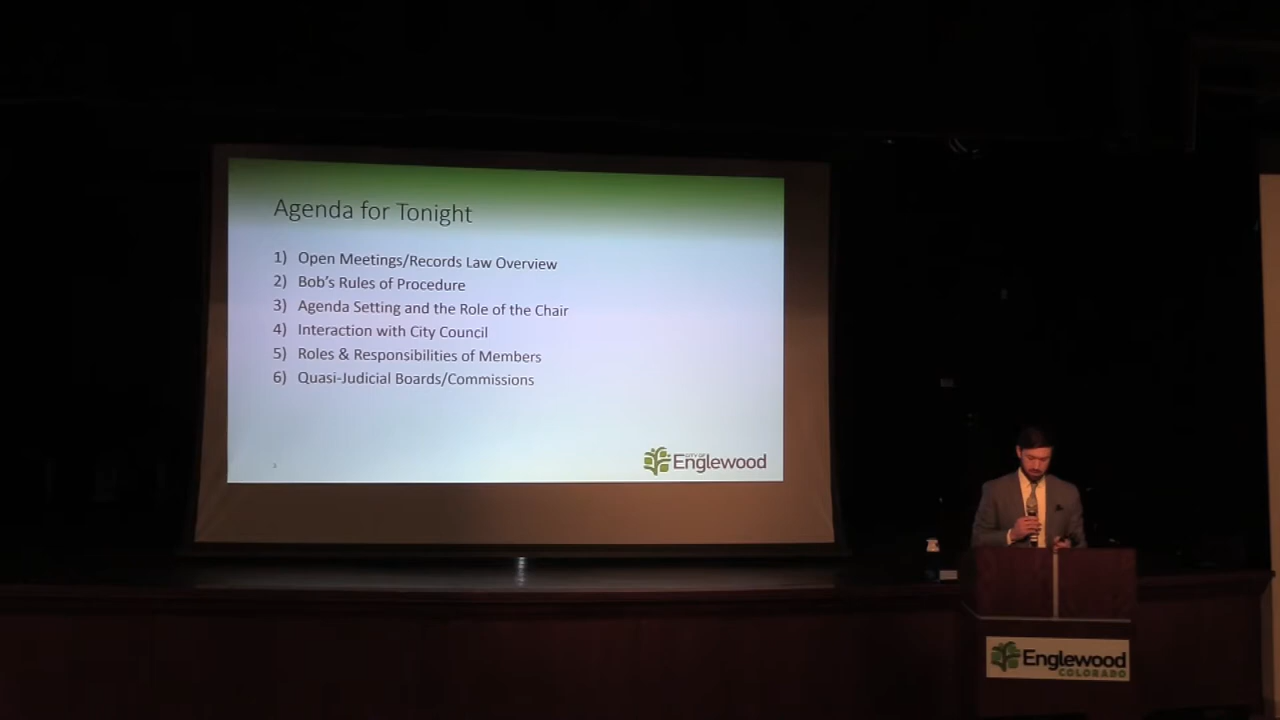 Agenda for Tonight
1) Open Meetings/Records Law Overview
2) Bob's Rules of Procedure
3) Agenda Setting and the Role of the Chair
4) Interaction with City Council
5) Roles & Responsibilities of Members
6) Quasi-Judicial Boards/Commissions
CITY OF
Englewood
Englewood
COLORADO